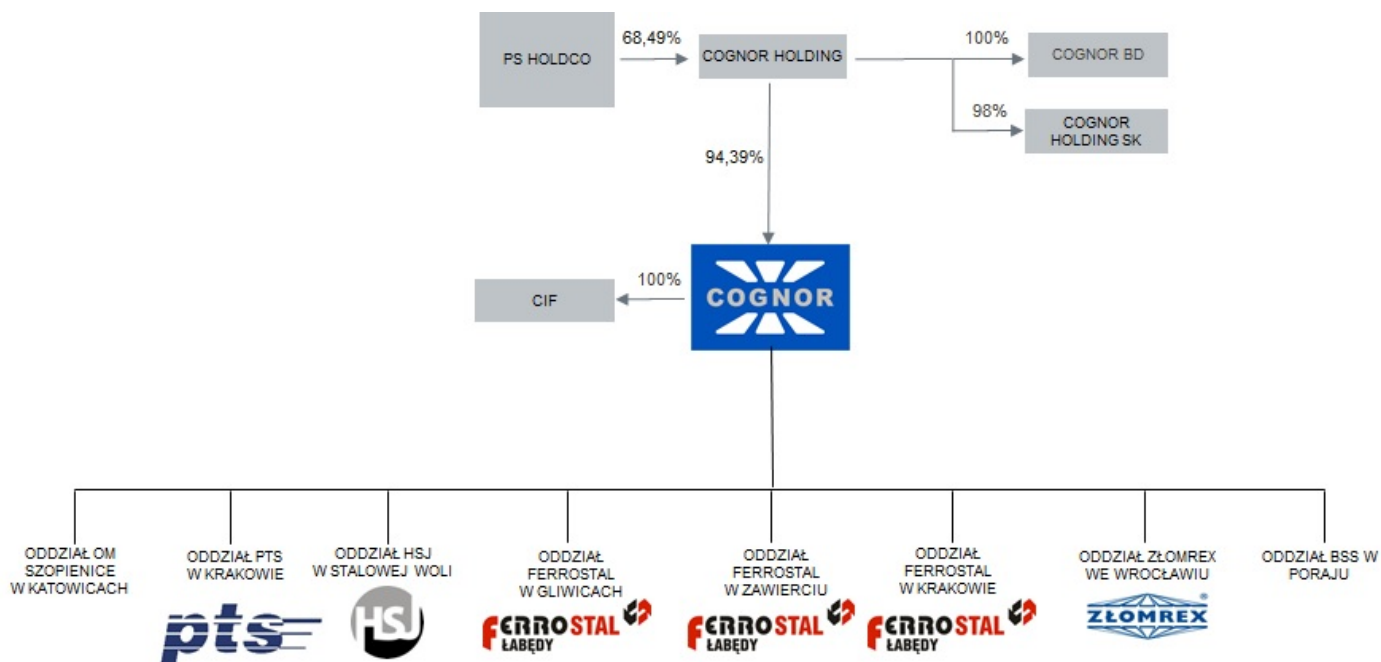 PS HOLDCO
68,49%
COGNOR HOLDING
100%
COGNOR BD
98%
COGNOR
HOLDING SK
94,39%
CIF
100%
COGNOR
ODDZIAŁ OM
SZOPIENICE
W KATOWICACH
ODDZIAŁ PTS
W KRAKOWIE
pts
ODDZIAŁ HSJ
W STALOWEJ WOLI
HSJ
ODDZIAŁ
FERROSTAL
W GLIWICACH
FERROSTAL
ŁABĘDY
ODDZIAŁ
FERROSTAL
W ZAWIERCIU
FERROSTAL
ŁABĘDY
ODDZIAŁ
FERROSTAL
W KRAKOWIE
FERROSTAL
ŁABĘDY
ODDZIAŁ ZŁOMREX
WE WROCŁAWIU
ZŁOMREX®
ODDZIAŁ BSS W
PORAJU